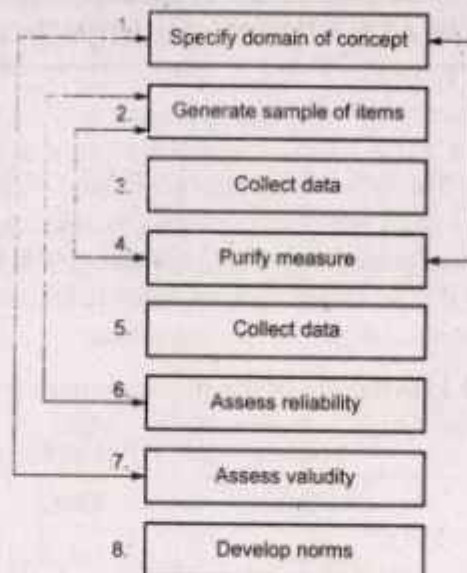 1. Specify domain of concept
2. Generate sample of items
3. Collect data
4. Purify measure
5. Collect data
6. Assess reliability
7. Assess valudity
8. Develop norms